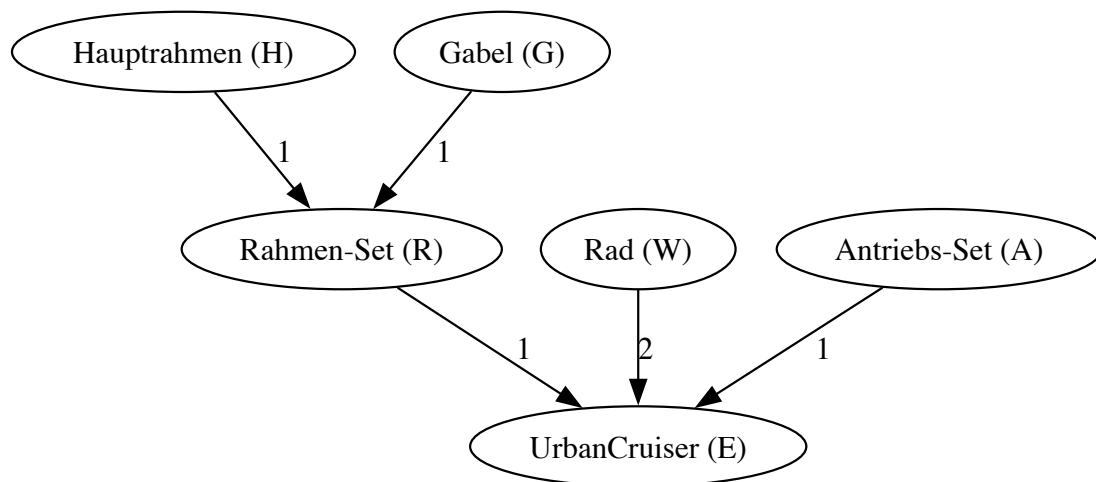 Hauptrahmen (H)
Gabel (G)
1
1
Rahmen-Set (R)
Rad (W)
Antriebs-Set (A)
1
2
1
UrbanCruiser (E)